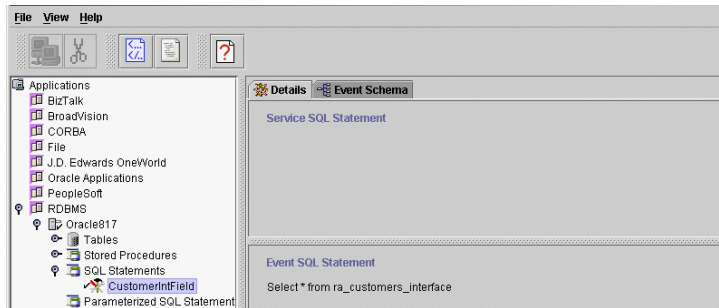 File View Help
Applications
BizTalk
BroadVision
CORBA
File
J.D. Edwards OneWorld
Oracle Applications
PeopleSoft
RDBMS
Oracle817
Tables
Stored Procedures
SQL Statements
CustomerIntField
Parameterized SQL Statement
Details Event Schema
Service SQL Statement
Event SQL Statement
Select * from ra_customers_interface